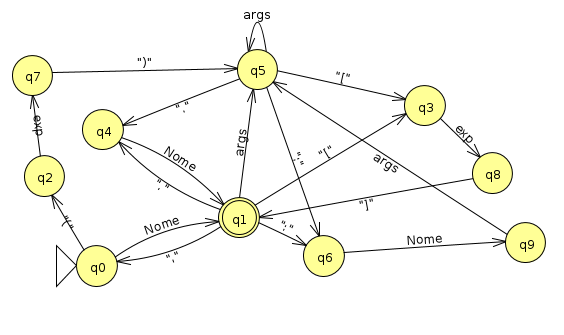 args
q5
")"
q7
"["
"."
q3
exp
q4
exp
args
Nome
"["
":"
args
q8
q2
"."
"]"
q1
"("
Nome
":"
Nome
q9
","
q6
q0